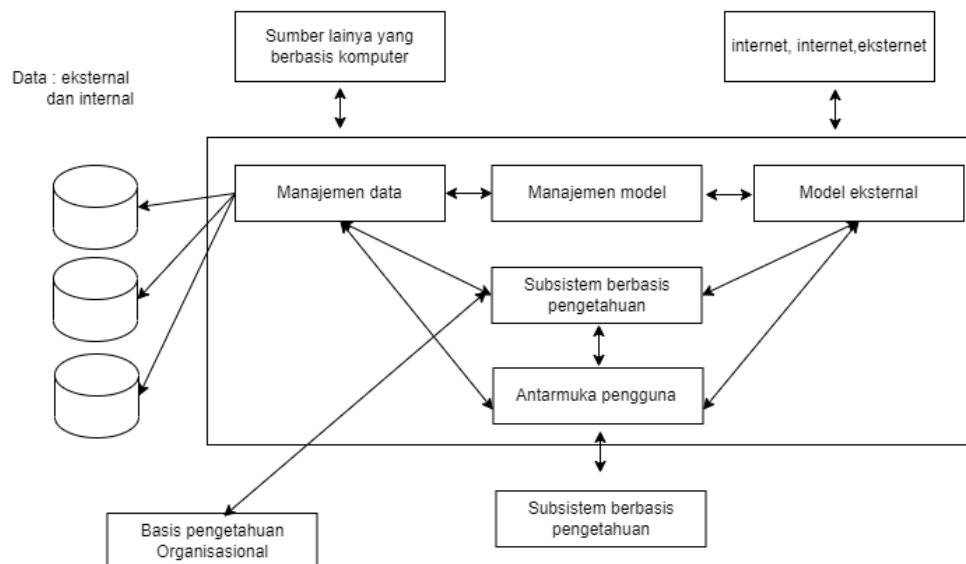 Sumber lainya yang
berbasis komputer
internet, internet,eksternet
Data : eksternal
dan internal
Manajemen data
Manajemen model
Model eksternal
Subsistem berbasis
pengetahuan
Antarmuka pengguna
Subsistem berbasis
pengetahuan
Basis pengetahuan
Organisasional